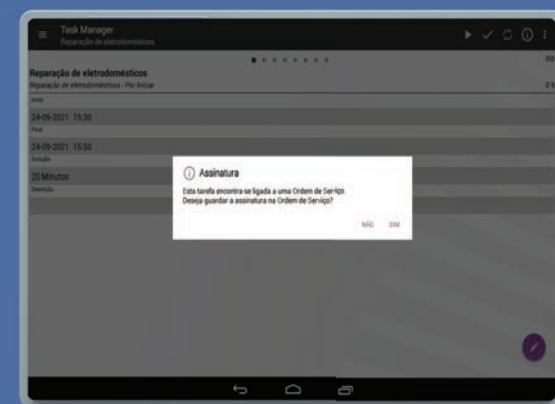 Task Manager
Reparação de eletrodomésticos
Reparação de eletrodomésticos
Reparação de eletrodomésticos - Por Iniciar
0 %
Início
24-09-2021 15:30
Final
24-09-2021 15:50
Duração
20 Minutos
Descrição
Assinatura
Esta tarefa encontra-se ligada a uma Ordem de Serviço.
Deseja guardar a assinatura na Ordem de Serviço?
NÃO SIM